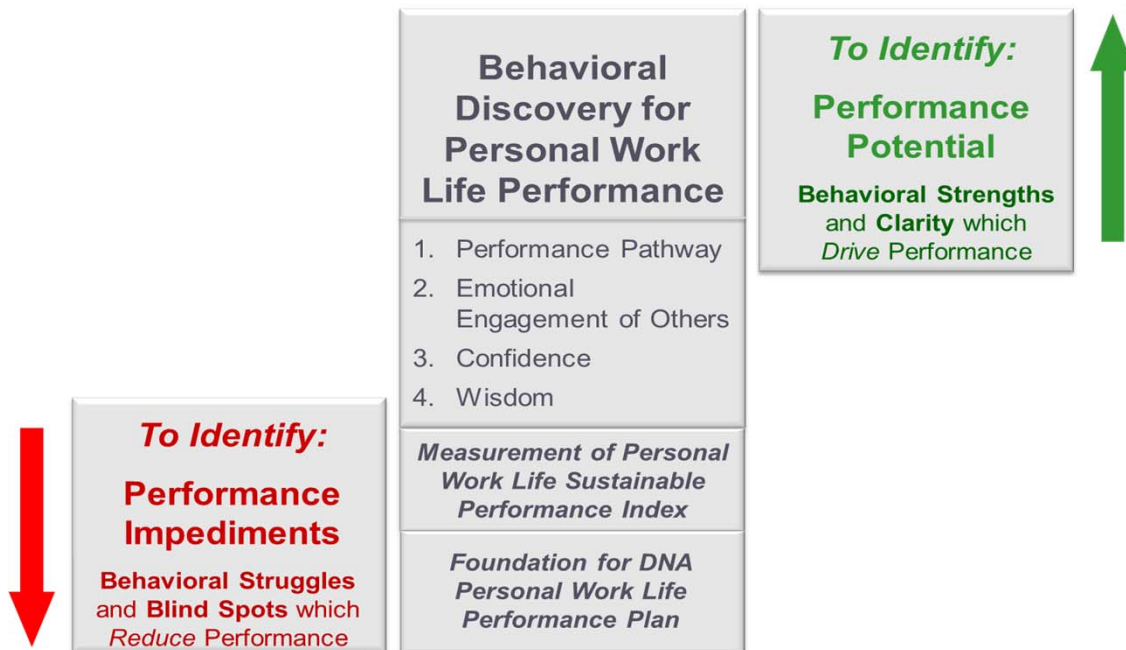 Behavioral
Discovery for
Personal Work
Life Performance
1. Performance Pathway
2. Emotional
Engagement of Others
3. Confidence
4. Wisdom
Measurement of Personal
Work Life Sustainable
Performance Index
Foundation for DNA
Personal Work Life
Performance Plan
To Identify:
Performance
Potential
Behavioral Strengths
and Clarity which
Drive Performance
To Identify:
Performance
Impediments
Behavioral Struggles
and Blind Spots which
Reduce Performance